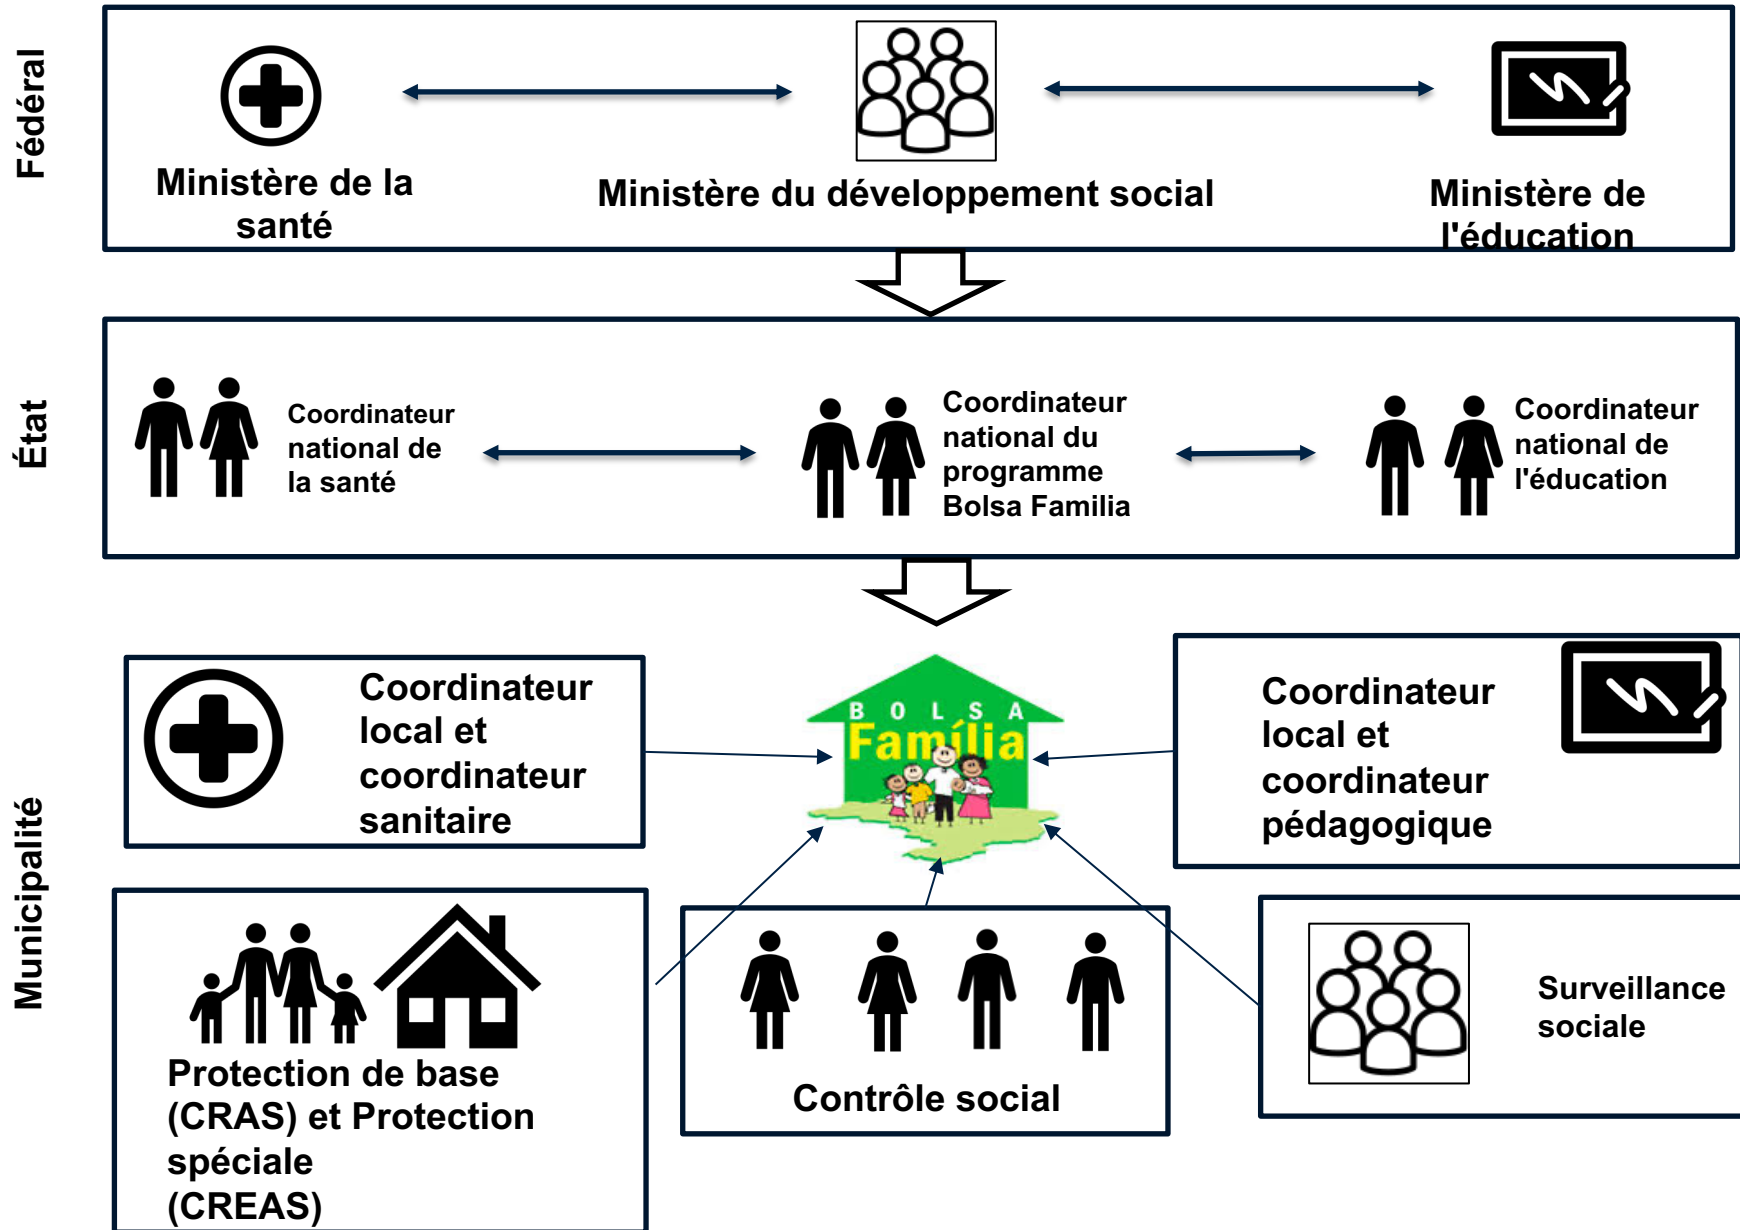 Fédéral
Ministère de la
santé
Ministère du développement social
Ministère de
l'éducation
État
Coordinateur
national de
la santé
Coordinateur
national du
programme
Bolsa Familia
Coordinateur
national de
l'éducation
Municipalité
Coordinateur
local et
coordinateur
sanitaire
BOLSA
Família
Coordinateur
local et
coordinateur
pédagogique
Protection de base
(CRAS) et Protection
spéciale
(CREAS)
Contrôle social
Surveillance
sociale